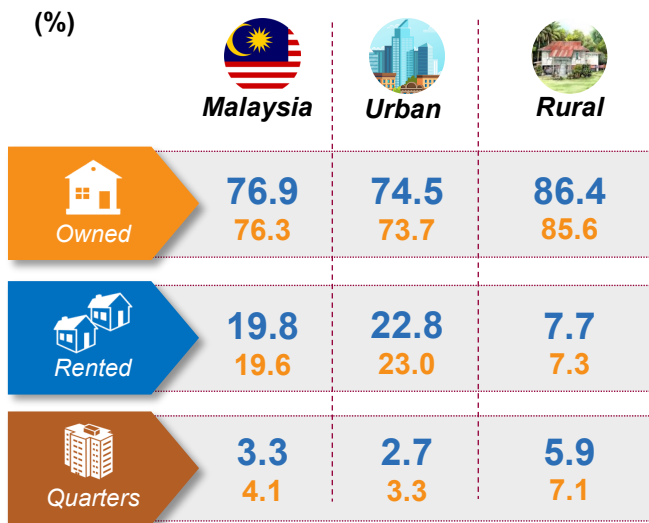 (%)
Malaysia Urban Rural
Owned 76.9 74.5 86.4
76.3 73.7 85.6
Rented 19.8 22.8 7.7
19.6 23.0 7.3
Quarters 3.3 2.7 5.9
4.1 3.3 7.1